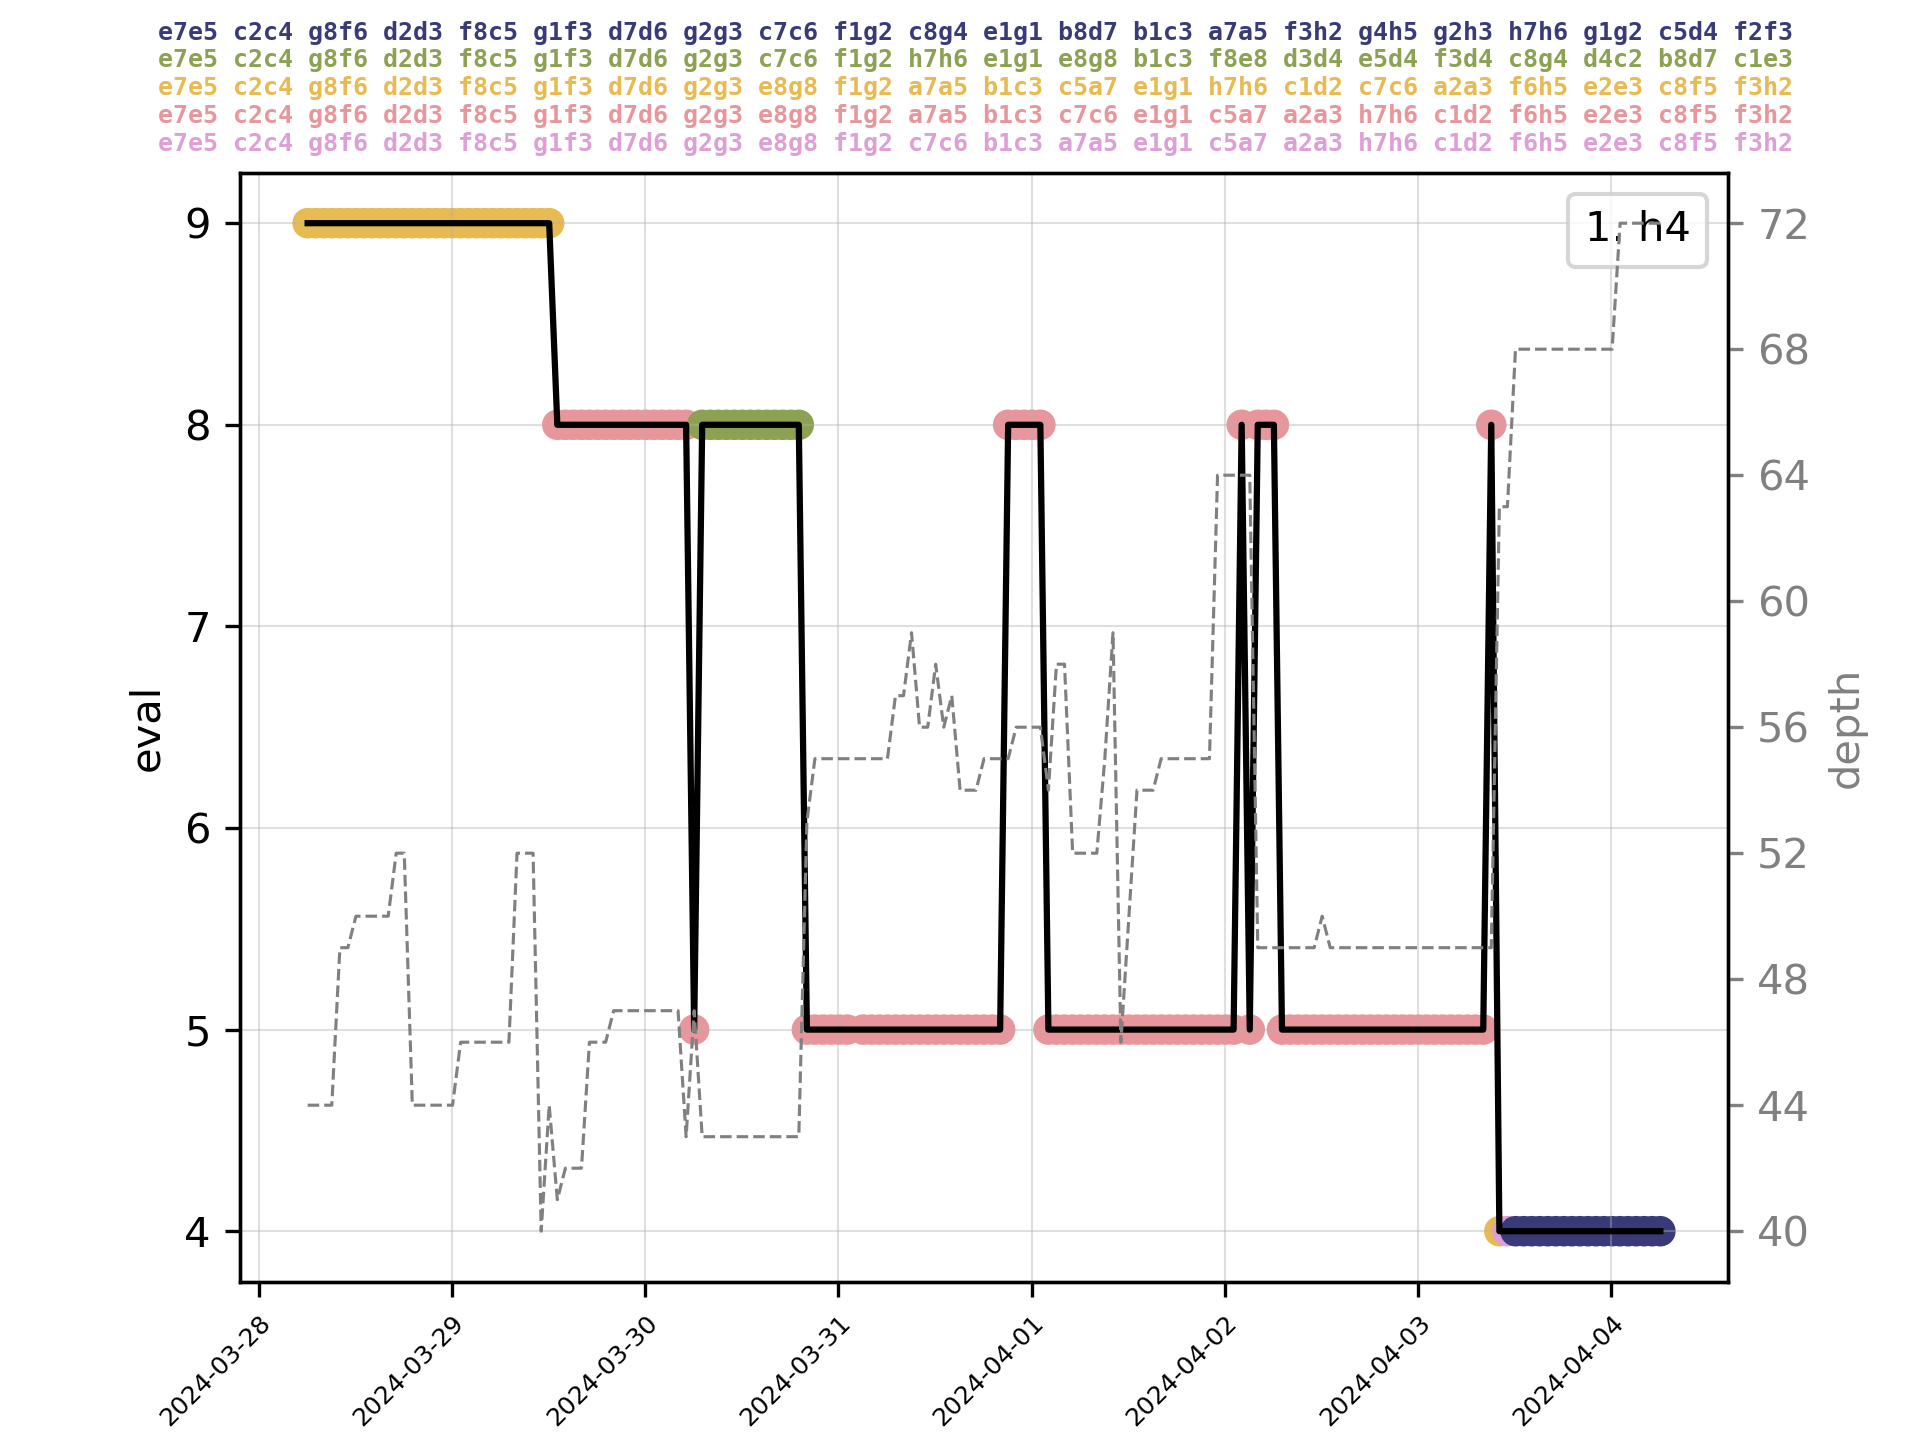 e7e5 c2c4 g8f6 d2d3 f8c5 g1f3 d7d6 g2g3 c7c6 f1g2 c8g4 e1g1 b8d7 b1c3 a7a5 f3h2 g4h5 g2h3 h7h6 g1g2 c5d4 f2f3
e7e5 c2c4 g8f6 d2d3 f8c5 g1f3 d7d6 g2g3 c7c6 f1g2 h7h6 e1g1 e8g8 b1c3 f8e8 d3d4 e5d4 f3d4 c8g4 d4c2 b8d7 c1e3
e7e5 c2c4 g8f6 d2d3 f8c5 g1f3 d7d6 g2g3 e8g8 f1g2 a7a5 b1c3 c5a7 e1g1 h7h6 c1d2 c7c6 a2a3 f6h5 e2e3 c8f5 f3h2
e7e5 c2c4 g8f6 d2d3 f8c5 g1f3 d7d6 g2g3 e8g8 f1g2 a7a5 b1c3 c7c6 e1g1 c5a7 a2a3 h7h6 c1d2 f6h5 e2e3 c8f5 f3h2
e7e5 c2c4 g8f6 d2d3 f8c5 g1f3 d7d6 g2g3 e8g8 f1g2 c7c6 b1c3 a7a5 e1g1 c5a7 a2a3 h7h6 c1d2 f6h5 e2e3 c8f5 f3h2
1. h4
9
8
7
6
5
4
eval
72
68
64
60
56
52
48
44
40
depth
2024-03-28
2024-03-29
2024-03-30
2024-03-31
2024-04-01
2024-04-02
2024-04-03
2024-04-04